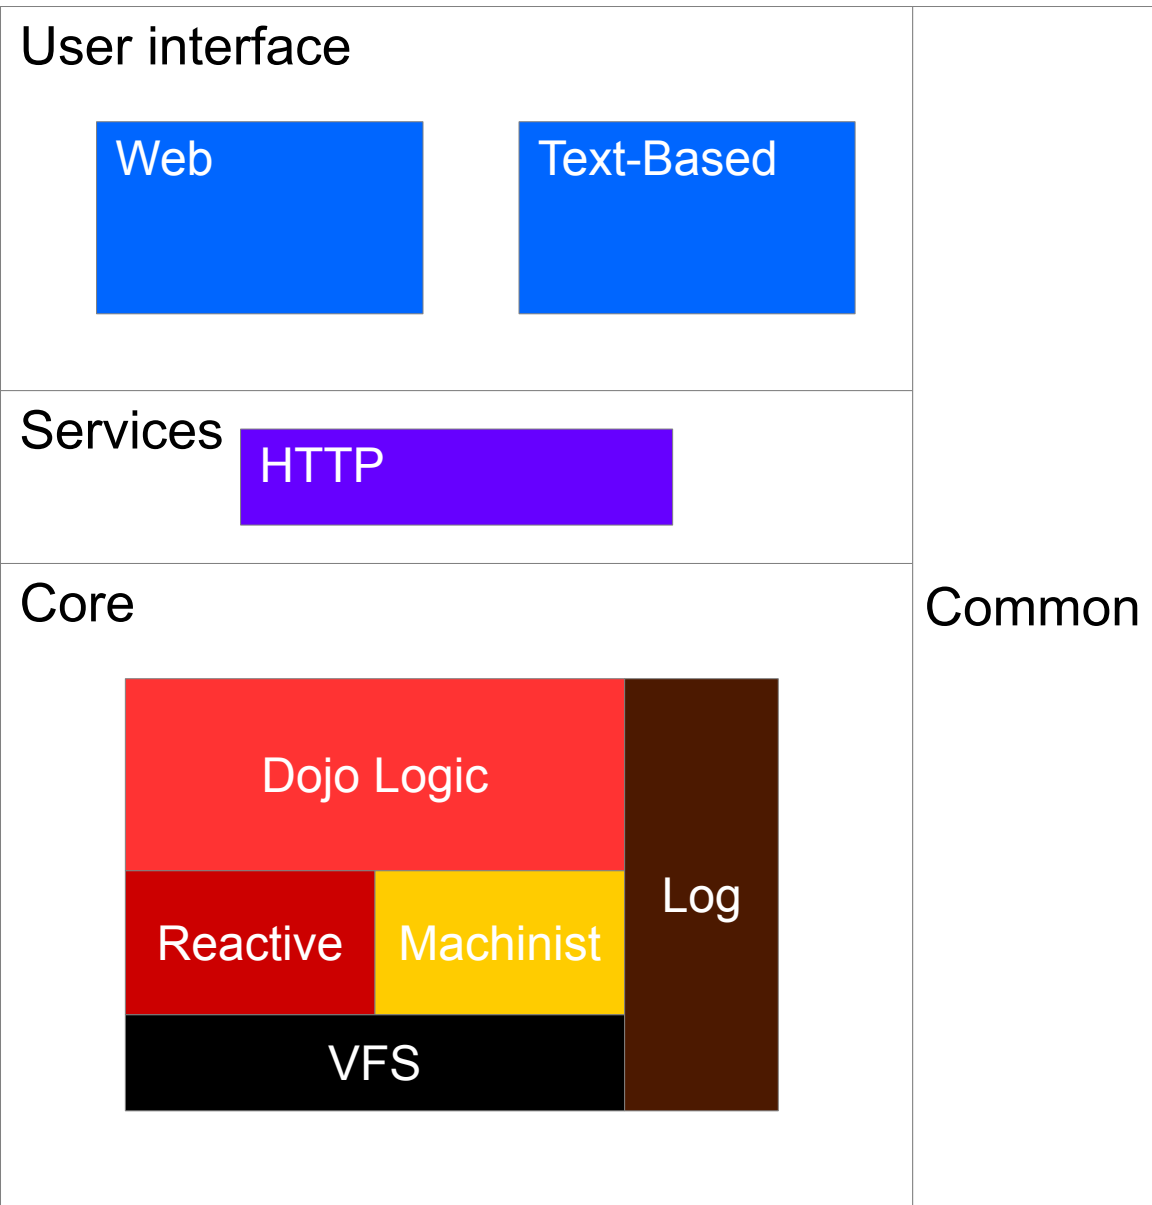 User interface
Web
Text-Based
Services
HTTP
Core
Common
Dojo Logic
Log
Reactive
Machinist
VFS